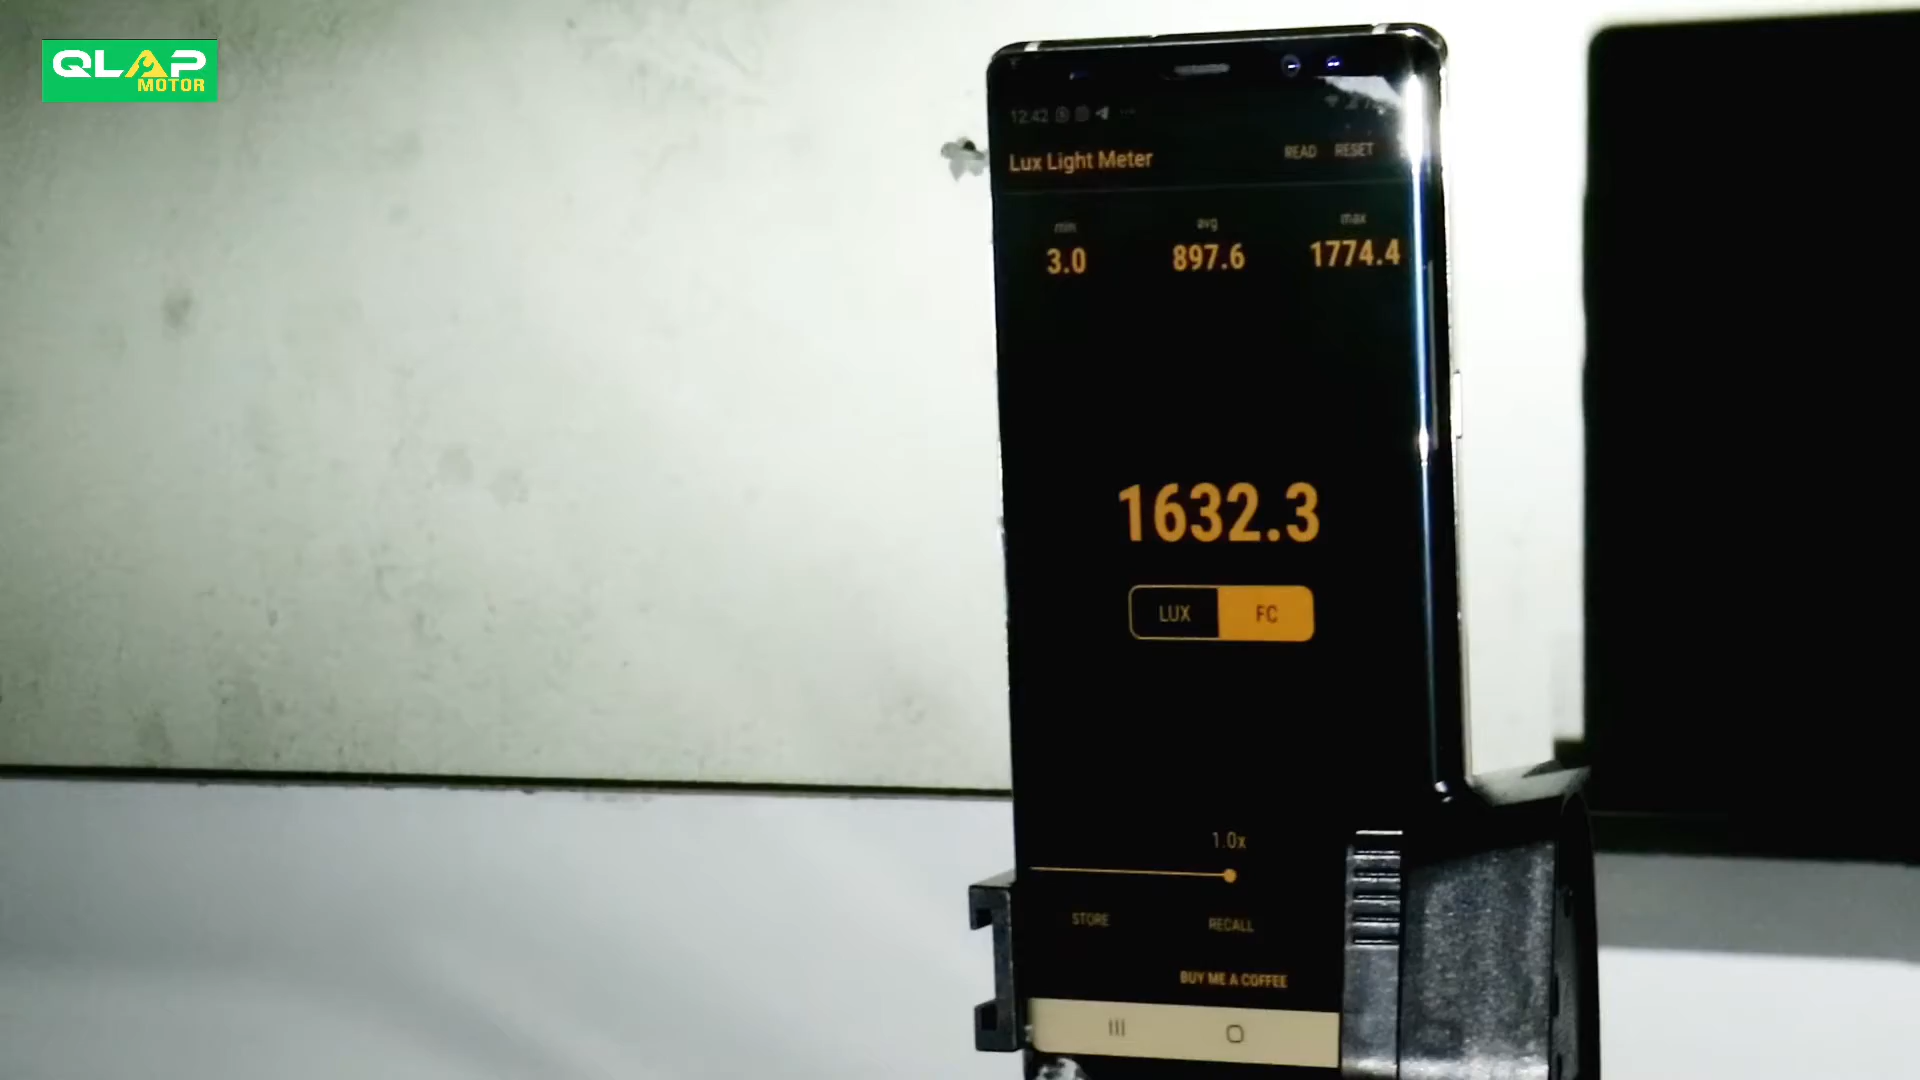 QLAP
MOTOR
12.42
Lux Light Meter
READ RESET
min avg max
3.0 897.6 1774.4
1632.3
LUX FC
1.0x
STORE RECALL
BUY ME A COFFEE